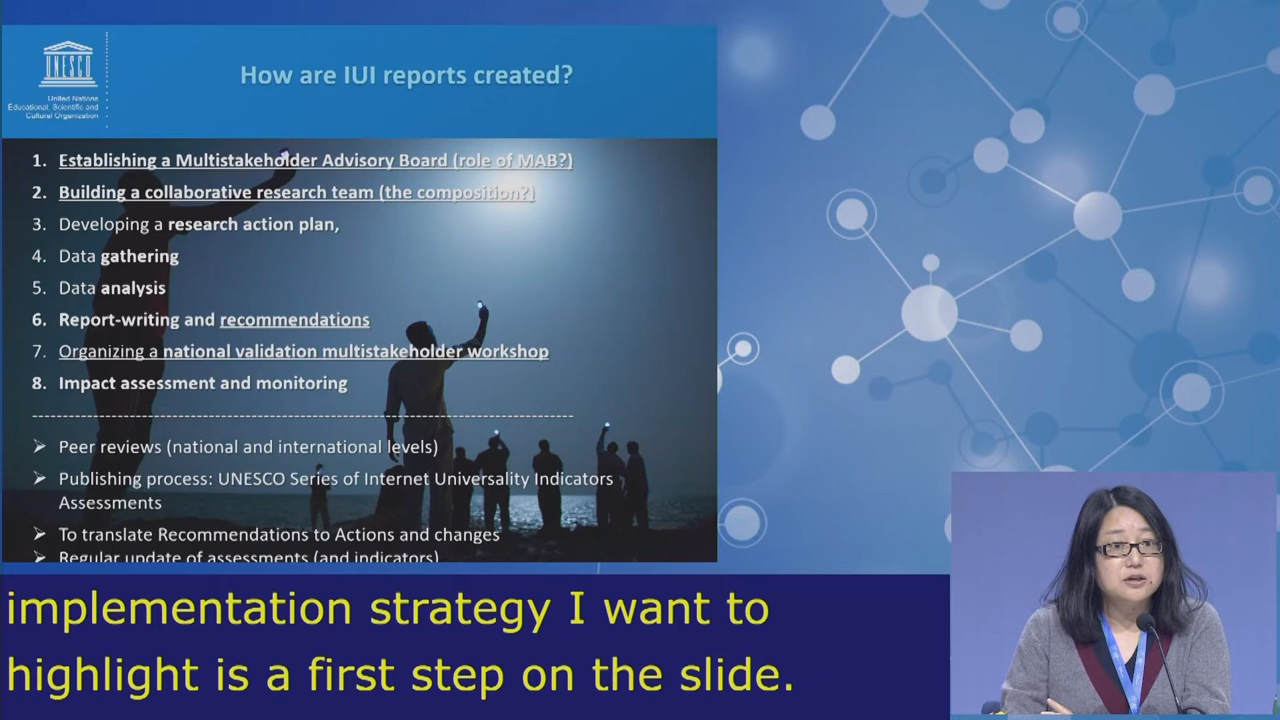 UNESCO
United Nations
Educational, Scientific and
Cultural Organization
How are IUI reports created?
1. Establishing a Multistakeholder Advisory Board (role of MAB?)
2. Building a collaborative research team (the composition?)
3. Developing a research action plan,
4. Data gathering
5. Data analysis
6. Report-writing and recommendations
7. Organizing a national validation multistakeholder workshop
8. Impact assessment and monitoring
--------------------------------------------------------------------------------
➢ Peer reviews (national and international levels)
➢ Publishing process: UNESCO Series of Internet Universality Indicators
Assessments
➢ To translate Recommendations to Actions and changes
➢ Regular update of assessments (and indicators)
implementation strategy I want to
highlight is a first step on the slide.